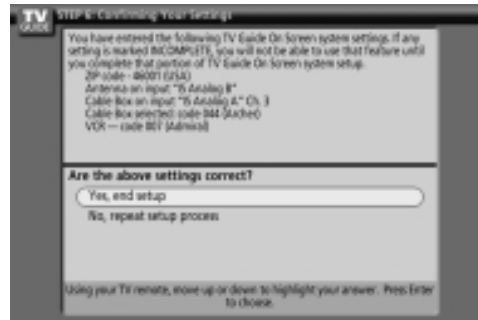 TV
GUIDE
STEP 6: Confirming Your Settings
You have entered the following TV Guide On Screen system settings. If any
setting is marked INCOMPLETE, you will not be able to use that feature until
you complete that portion of TV Guide On Screen system setup.
ZIP code - 46001 (USA)
Antenna on input "IS Analog B"
Cable Box on input "IS Analog A" Ch. 3
Cable Box selected: code 044 (Archer)
VCR — code 007 (Admiral)
Are the above settings correct?
Yes, end setup
No, repeat setup process
Using your TV remote, move up or down to highlight your answer. Press Enter
to choose.